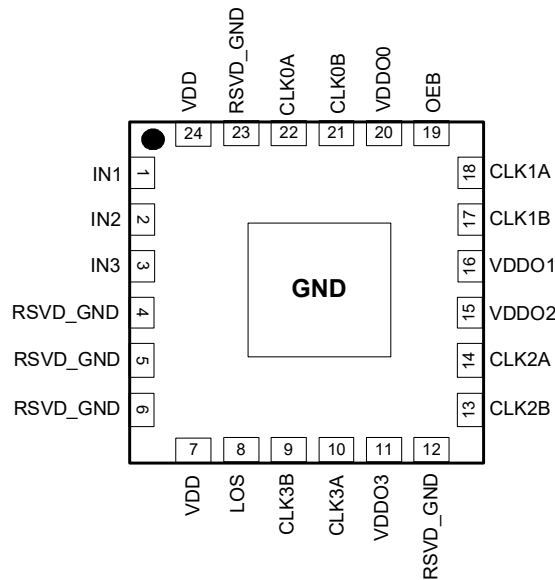 VDD
RSVD_GND
CLK0A
CLK0B
VDDO0
OEB
24
23
22
21
20
19
IN1 1
18 CLK1A
IN2 2
17 CLK1B
IN3 3
16 VDDO1
GND
RSVD_GND 4
15 VDDO2
RSVD_GND 5
14 CLK2A
RSVD_GND 6
13 CLK2B
7
8
9
10
11
12
VDD
LOS
CLK3B
CLK3A
VDDO3
RSVD_GND